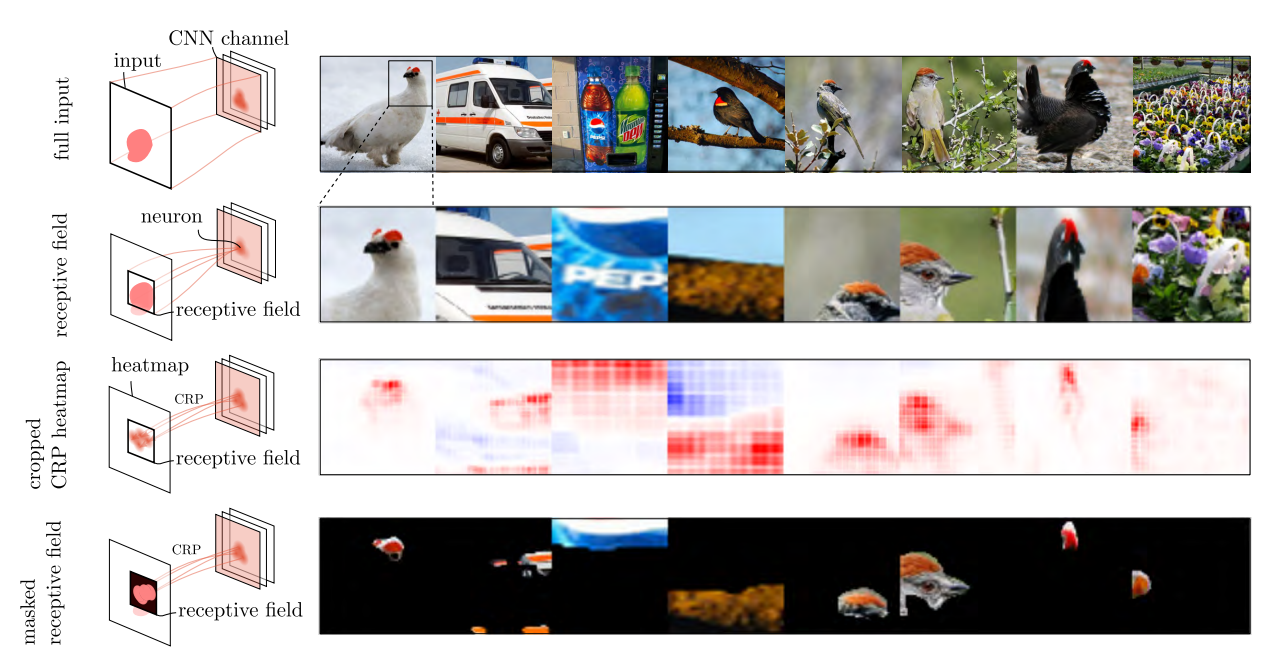 CNN channel
input
full input
neuron
receptive field
receptive field
PEPSI
heatmap
CRP
receptive field
cropped
CRP heatmap
CRP
receptive field
masked
receptive field
PEP